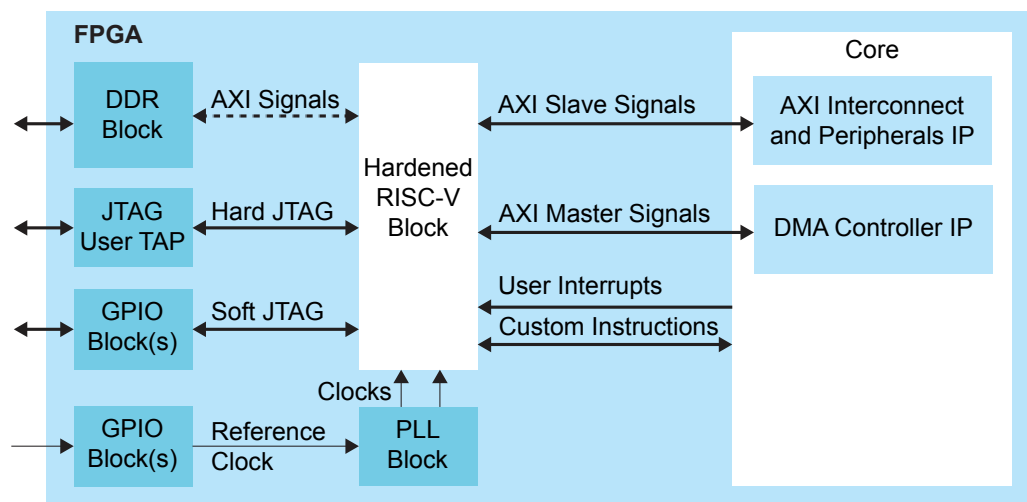 FPGA
Core
DDR
Block
AXI Signals
AXI Slave Signals
AXI Interconnect
and Peripherals IP
Hardened
RISC-V
Block
JTAG
User TAP
Hard JTAG
AXI Master Signals
DMA Controller IP
User Interrupts
GPIO
Block(s)
Soft JTAG
Custom Instructions
Clocks
GPIO
Block(s)
Reference
Clock
PLL
Block